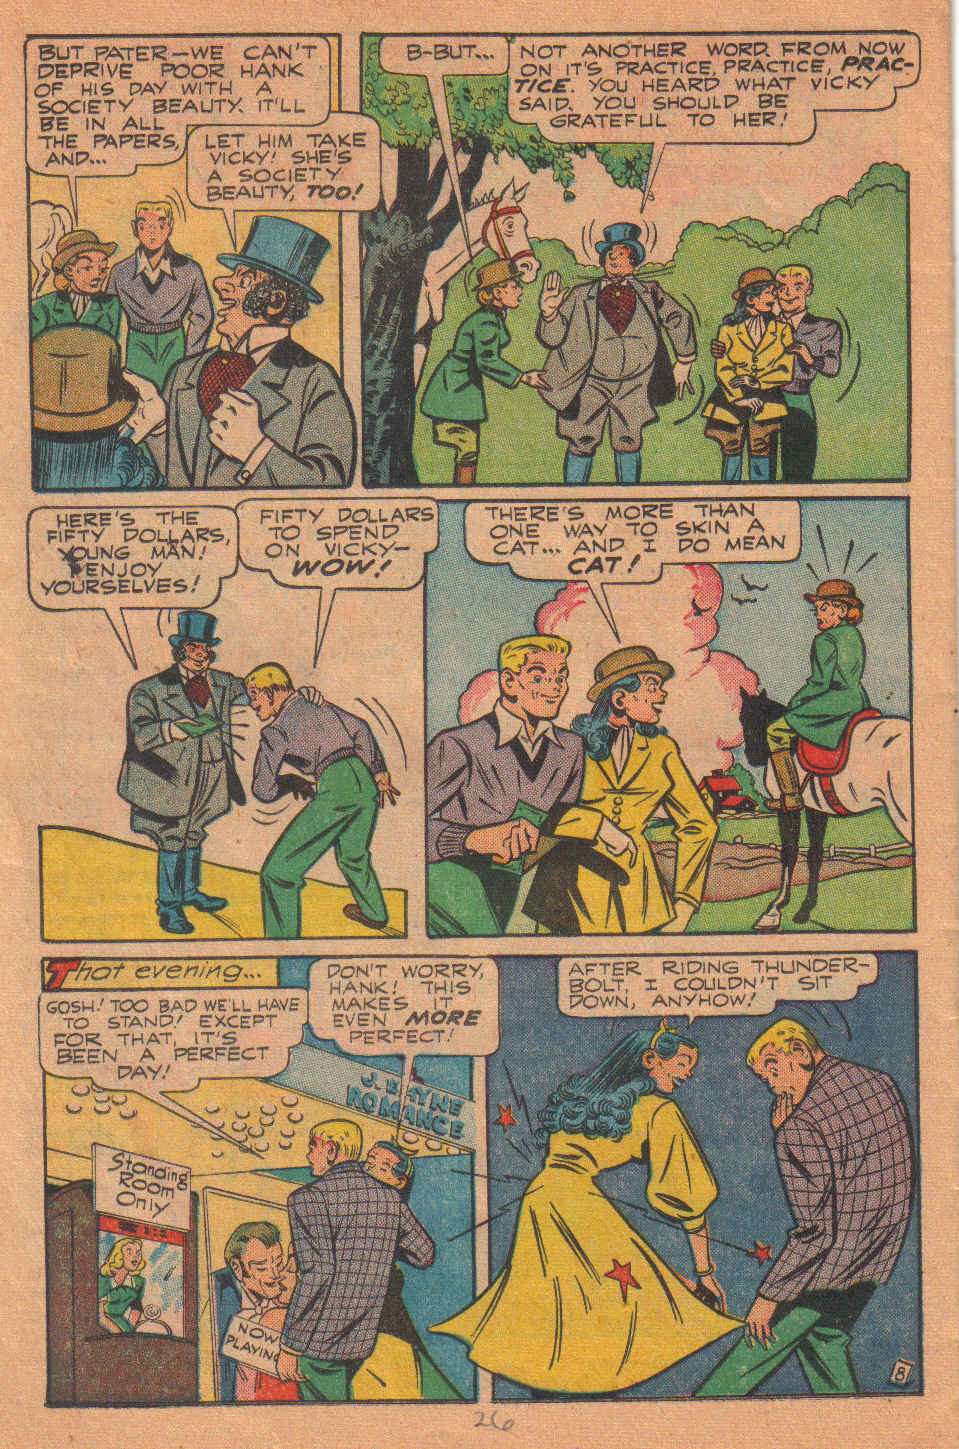 BUT PATER—WE CAN'T
DEPRIVE POOR HANK
OF HIS DAY WITH A
SOCIETY BEAUTY. IT'LL
BE IN ALL
THE PAPERS,
AND...
LET HIM TAKE
VICKY! SHE'S
A SOCIETY
BEAUTY, TOO!
B-BUT...
NOT ANOTHER WORD. FROM NOW
ON IT'S PRACTICE, PRACTICE, PRAC-
TICE. YOU HEARD WHAT VICKY
SAID. YOU SHOULD BE
GRATEFUL TO HER!
HERE'S THE
FIFTY DOLLARS,
YOUNG MAN!
ENJOY
YOURSELVES!
FIFTY DOLLARS
TO SPEND
ON VICKY—
WOW!
THERE'S MORE THAN
ONE WAY TO SKIN A
CAT... AND I DO MEAN
CAT!
That evening...
GOSH! TOO BAD WE'LL HAVE
TO STAND! EXCEPT
FOR THAT, IT'S
BEEN A PERFECT
DAY!
DON'T WORRY,
HANK! THIS
MAKES IT
EVEN MORE
PERFECT!
J. BAYNE
ROMANCE
Standing
Room
Only
NOW
PLAYING
AFTER RIDING THUNDER-
BOLT, I COULDN'T SIT
DOWN, ANYHOW!
8
26